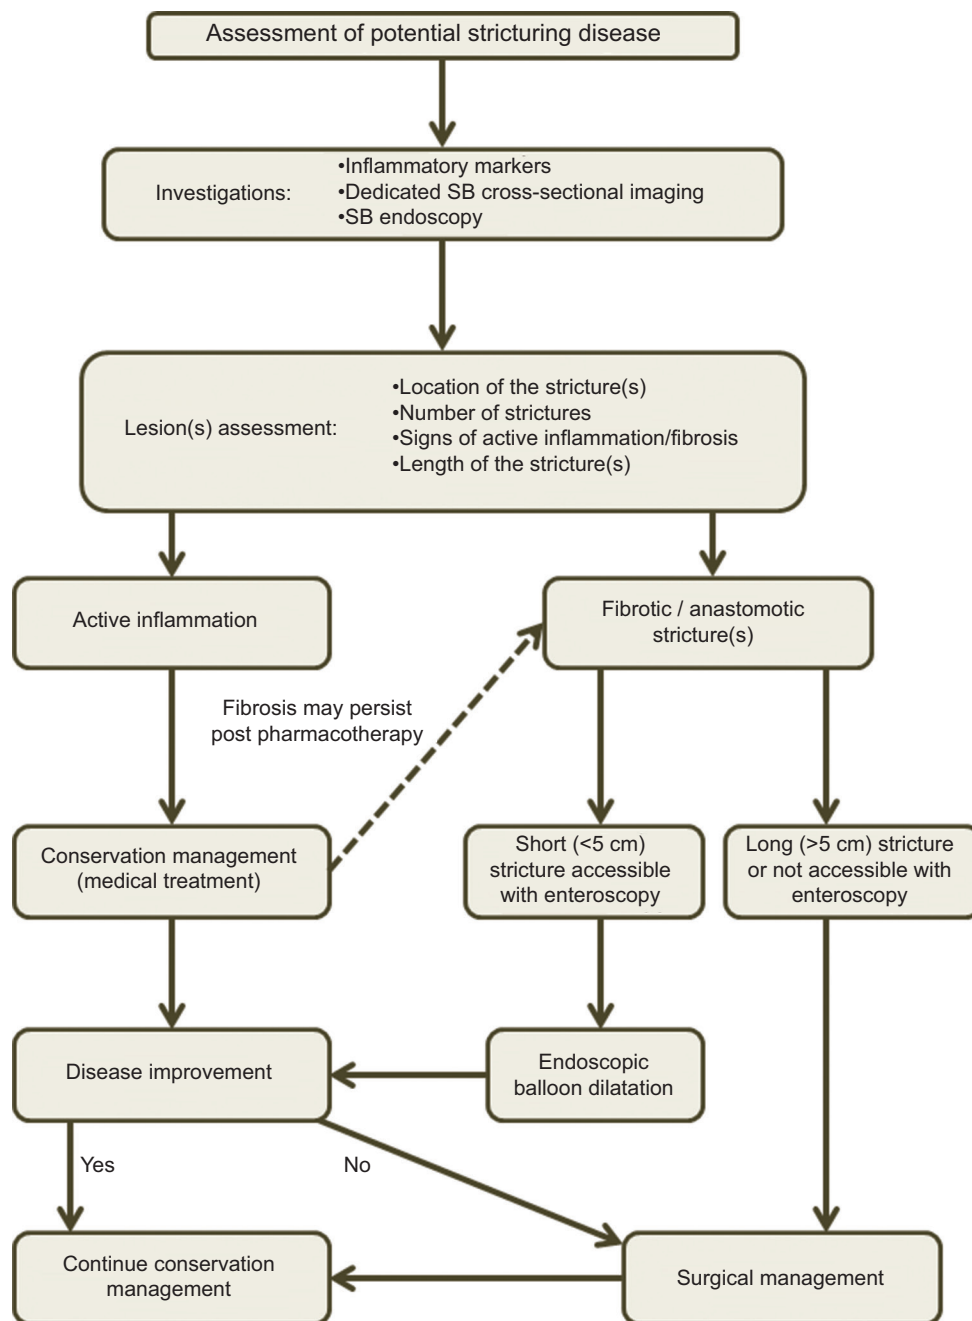 Assessment of potential stricturing disease
Investigations:
•Inflammatory markers
•Dedicated SB cross-sectional imaging
•SB endoscopy
Lesion(s) assessment:
•Location of the stricture(s)
•Number of strictures
•Signs of active inflammation/fibrosis
•Length of the stricture(s)
Active inflammation
Fibrotic / anastomotic
stricture(s)
Fibrosis may persist
post pharmacotherapy
Conservation management
(medical treatment)
Short (<5 cm)
stricture accessible
with enteroscopy
Long (>5 cm) stricture
or not accessible with
enteroscopy
Disease improvement
Endoscopic
balloon dilatation
Yes
No
Continue conservation
management
Surgical management